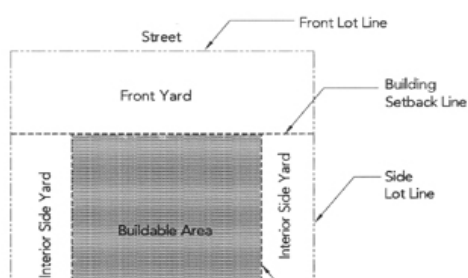 Street
Front Lot Line
Front Yard
Building
Setback Line
Interior Side Yard
Buildable Area
Interior Side Yard
Side
Lot Line